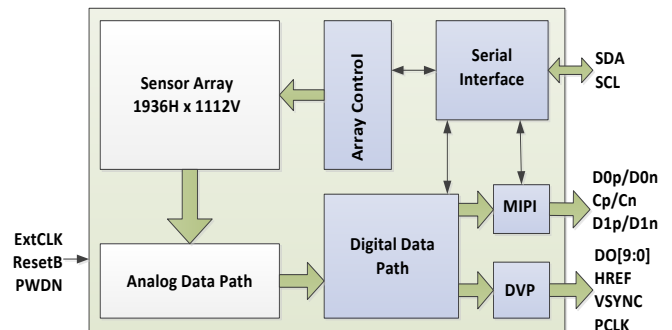 Sensor Array
1936H x 1112V
Array Control
Serial
Interface
SDA
SCL
D0p/D0n
Cp/Cn
D1p/D1n
MIPI
ExtCLK
ResetB
PWDN
Analog Data Path
Digital Data
Path
DVP
DO[9:0]
HREF
VSYNC
PCLK